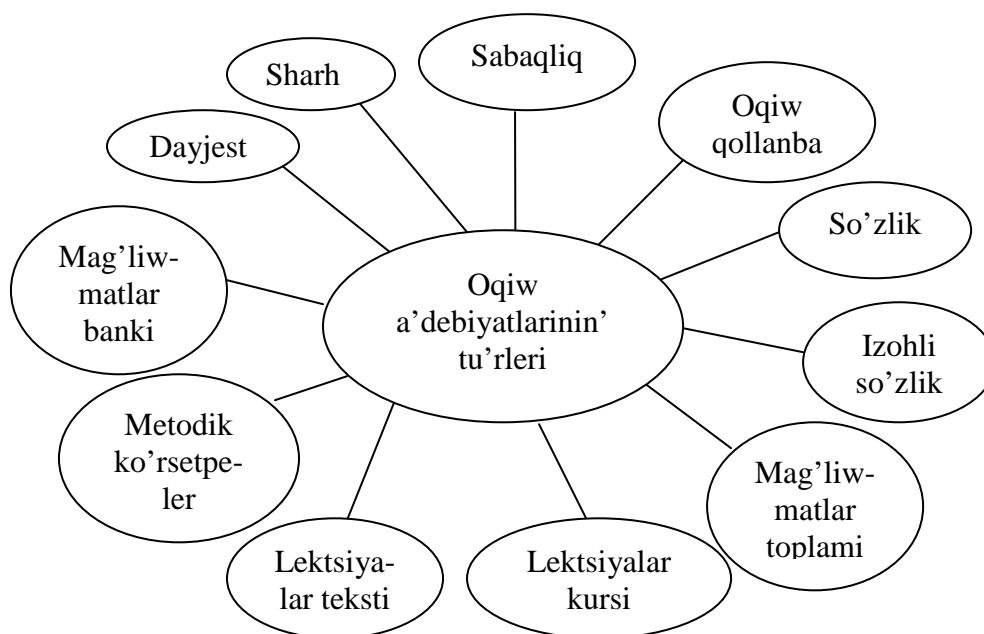 Sharh
Sabaqliq
Oqiw
qollanba
Dayjest
So’zlik
Mag’liw-
matlar
banki
Oqiw
a’debiyatlarinin’
tu’rleri
Izohli
so’zlik
Metodik
ko’rsetpe-
ler
Mag’liw-
matlar
toplami
Lektsiya-
lar teksti
Lektsiyalar
kursi